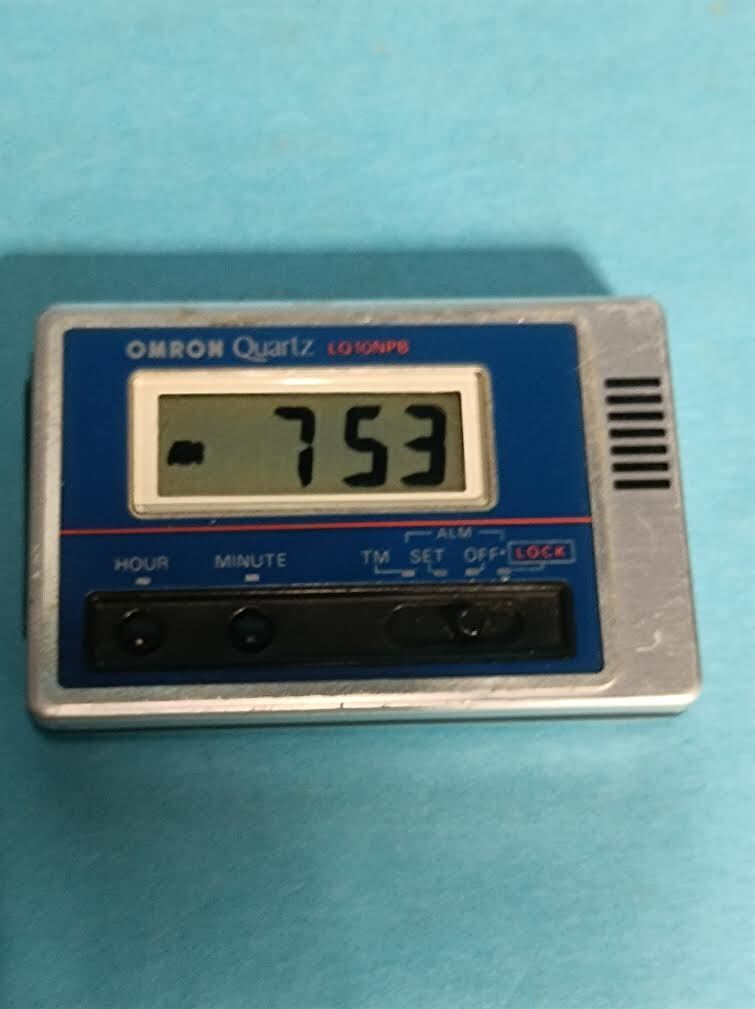 OMRON Quartz LQ10NPB
753
ALM
HOUR MINUTE TM SET OFF LOCK